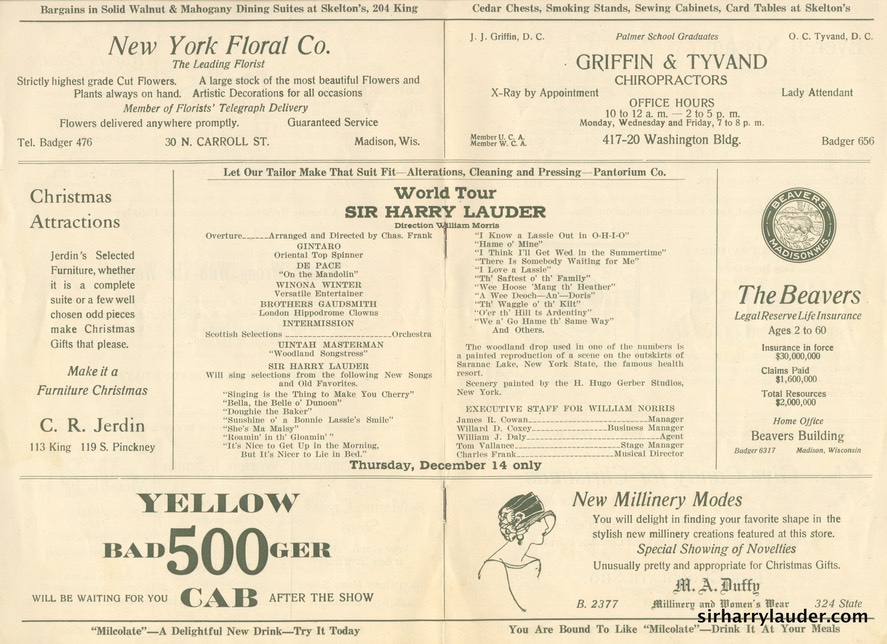 Bargains in Solid Walnut & Mahogany Dining Suites at Skelton's, 204 King
Cedar Chests, Smoking Stands, Sewing Cabinets, Card Tables at Skelton's
New York Floral Co.
The Leading Florist
Strictly highest grade Cut Flowers. A large stock of the most beautiful Flowers and
Plants always on hand. Artistic Decorations for all occasions
Member of Florists' Telegraph Delivery
Flowers delivered anywhere promptly. Guaranteed Service
Tel. Badger 476 30 N. CARROLL ST. Madison, Wis.
J. J. Griffin, D. C. Palmer School Graduates O. C. Tyvand, D. C.
GRIFFIN & TYVAND
CHIROPRACTORS
X-Ray by Appointment Lady Attendant
OFFICE HOURS
10 to 12 a. m. — 2 to 5 p. m.
Monday, Wednesday and Friday, 7 to 8 p. m.
Member U. C. A.
Member W. C. A.
417-20 Washington Bldg. Badger 656
Christmas
Attractions
Jerdin's Selected
Furniture, whether
it is a complete
suite or a few well
chosen odd pieces
make Christmas
Gifts that please.
Make it a
Furniture Christmas
C. R. Jerdin
113 King 119 S. Pinckney
Let Our Tailor Make That Suit Fit—Alterations, Cleaning and Pressing—Pantorium Co.
World Tour
SIR HARRY LAUDER
Direction William Morris
Overture______Arranged and Directed by Chas. Frank
GINTARO
Oriental Top Spinner
DE PACE
"On the Mandolin"
WINONA WINTER
Versatile Entertainer
BROTHERS GAUDSMITH
London Hippodrome Clowns
INTERMISSION
Scottish Selections______Orchestra
UINTAH MASTERMAN
"Woodland Songstress"
SIR HARRY LAUDER
Will sing selections from the following New Songs
and Old Favorites.
"Singing is the Thing to Make You Cherry"
"Bella, the Belle o' Dunoon"
"Doughie the Baker"
"Sunshine o' a Bonnie Lassie's Smile"
"She's Ma Maisy"
"Roamin' in th' Gloamin' "
"It's Nice to Get Up in the Morning,
But It's Nicer to Lie in Bed."
"I Know a Lassie Out in O-H-I-O"
"Hame o' Mine"
"I Think I'll Get Wed in the Summertime"
"There Is Somebody Waiting for Me"
"I Love a Lassie"
"Th' Saftest o' th' Family"
"Wee Hoose 'Mang th' Heather"
"A Wee Deoch—An'—Doris"
"Th' Waggle o' th' Kilt"
"O'er th' Hill ts Ardentiny"
"We a' Go Hame th' Same Way"
And Others.
The woodland drop used in one of the numbers is
a painted reproduction of a scene on the outskirts of
Saranac Lake, New York State, the famous health
resort.
Scenery painted by the H. Hugo Gerber Studios,
New York.
EXECUTIVE STAFF FOR WILLIAM NORRIS
James R. Cowan______Manager
Willard D. Coxey______Business Manager
William J. Daly______Agent
Tom Vallance______Stage Manager
Charles Frank______Musical Director
Thursday, December 14 only
BEAVERS
MADISON, WIS.
The Beavers
Legal Reserve Life Insurance
Ages 2 to 60
Insurance in force
$30,000,000
Claims Paid
$1,600,000
Total Resources
$2,000,000
Home Office
Beavers Building
Badger 6317 Madison, Wisconsin
YELLOW
BAD500GER
WILL BE WAITING FOR YOU CAB AFTER THE SHOW
New Millinery Modes
You will delight in finding your favorite shape in the
stylish new millinery creations featured at this store.
Special Showing of Novelties
Unusually pretty and appropriate for Christmas Gifts.
M. A. Duffy
B. 2377 Millinery and Women's Wear 324 State
sirharrylauder.com
"Milcolate"—A Delightful New Drink—Try It Today
You Are Bound To Like "Milcolate"—Drink It At Your Meals